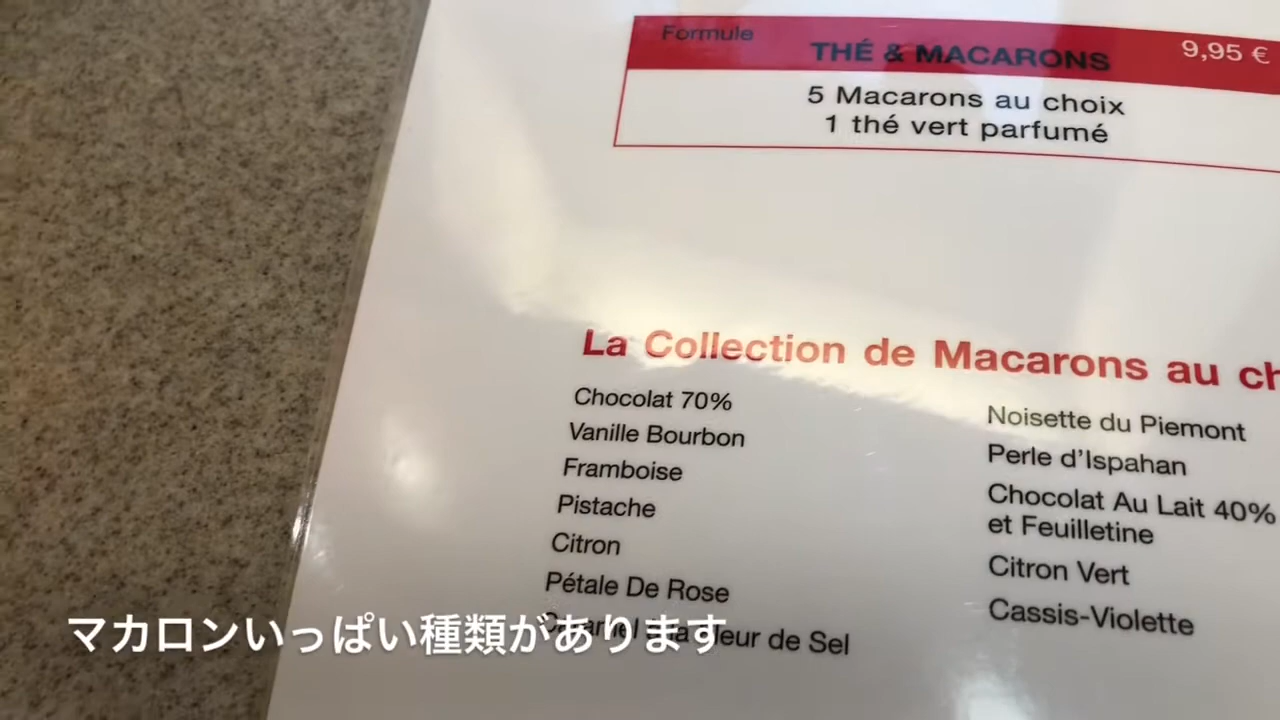 Formule
THÉ & MACARONS 9,95 €
5 Macarons au choix
1 thé vert parfumé
La Collection de Macarons au
Chocolat 70%
Vanille Bourbon
Framboise
Pistache
Citron
Pétale De Rose
de Sel
Noisette du Piemont
Perle d'Ispahan
Chocolat Au Lait 40%
et Feuilletine
Citron Vert
Cassis-Violette
マカロンいっぱい種類があります